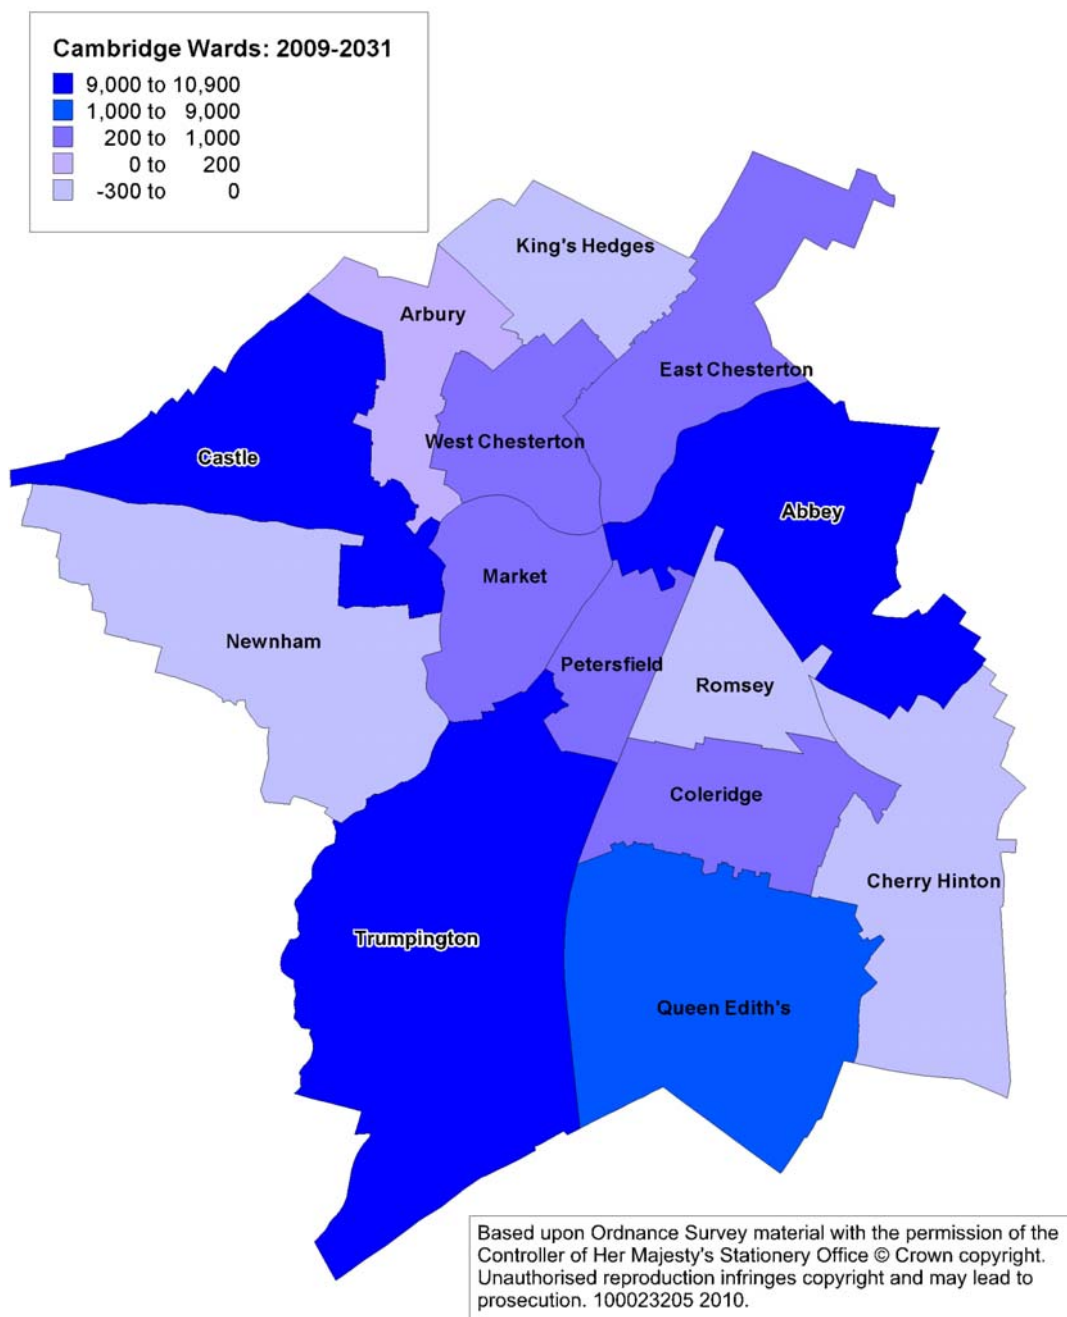 Cambridge Wards: 2009-2031
9,000 to 10,900
1,000 to 9,000
200 to 1,000
0 to 200
-300 to 0
King's Hedges
Arbury
East Chesterton
West Chesterton
Castle
Abbey
Market
Newnham
Petersfield
Romsey
Coleridge
Cherry Hinton
Trumpington
Queen Edith's
Based upon Ordnance Survey material with the permission of the
Controller of Her Majesty's Stationery Office © Crown copyright.
Unauthorised reproduction infringes copyright and may lead to
prosecution. 100023205 2010.